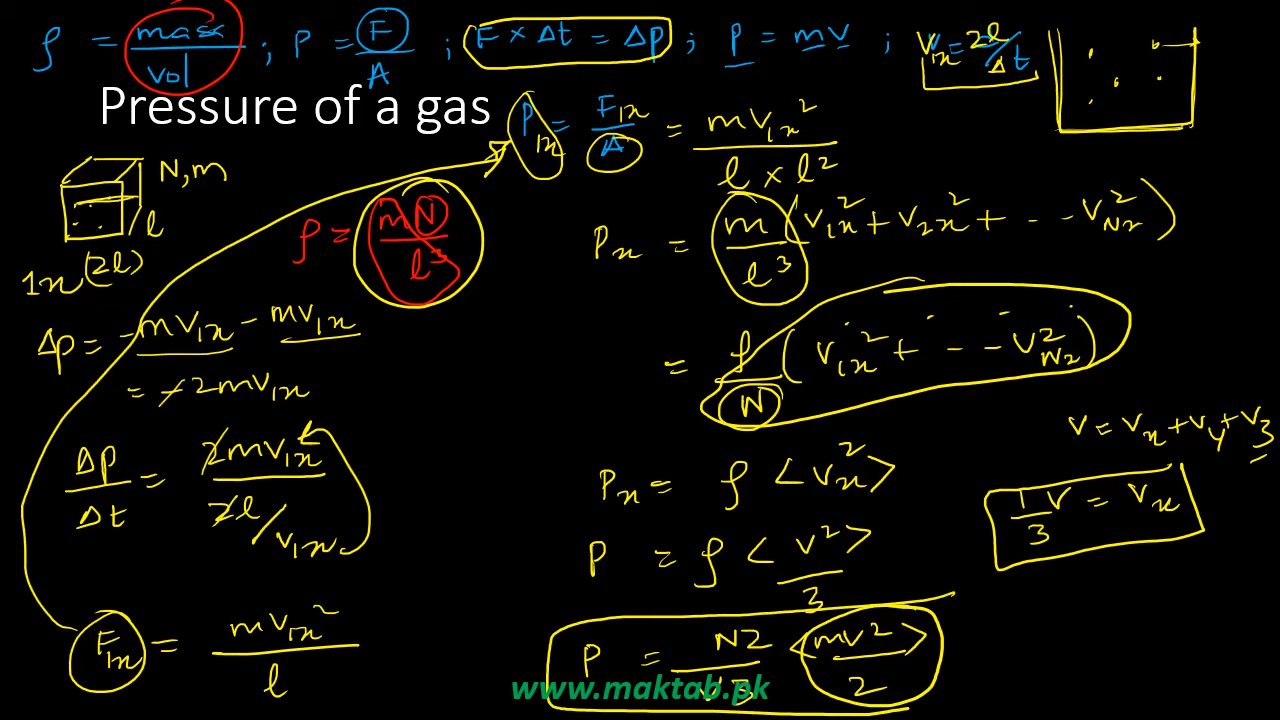 ρ = mass/vol ; P = F/A ; F × Δt = Δp ; p = mv ; V1x = 2l/Δt
Pressure of a gas
P1x = F1x/A = mV1x²/l × l²
N, m
l
1x (2l)
ρ = mN/l³
Px = m/l³ (V1x² + V2x² + - - VNx²)
Δp = -mV1x - mV1x
= -2mV1x
= ρ/N (V1x² + - - - VNx²)
V = Vx + Vy + Vz
Δp/Δt = 2mV1x/2l/V1x
Px = ρ <Vx²>
1/3 V = Vx
P = ρ <V²>/3
F1x = mV1x²/l
P = N2/V3 <mv²/2>
www.maktab.pk